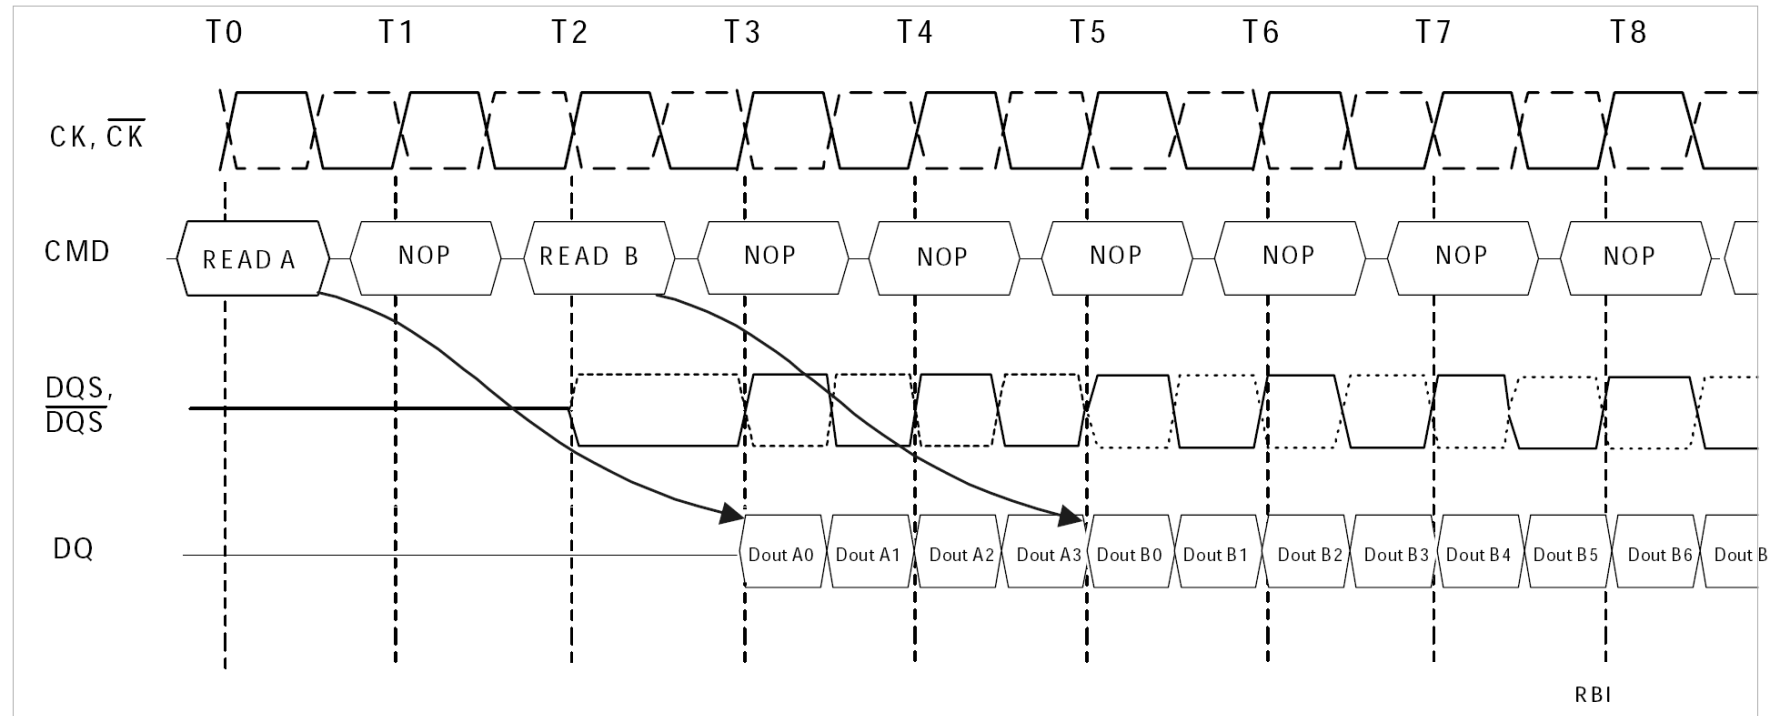 T0 T1 T2 T3 T4 T5 T6 T7 T8
CK, CK
CMD READ A NOP READ B NOP NOP NOP NOP NOP NOP
DQS,
DQS
DQ Dout A0 Dout A1 Dout A2 Dout A3 Dout B0 Dout B1 Dout B2 Dout B3 Dout B4 Dout B5 Dout B6 Dout B
RBI